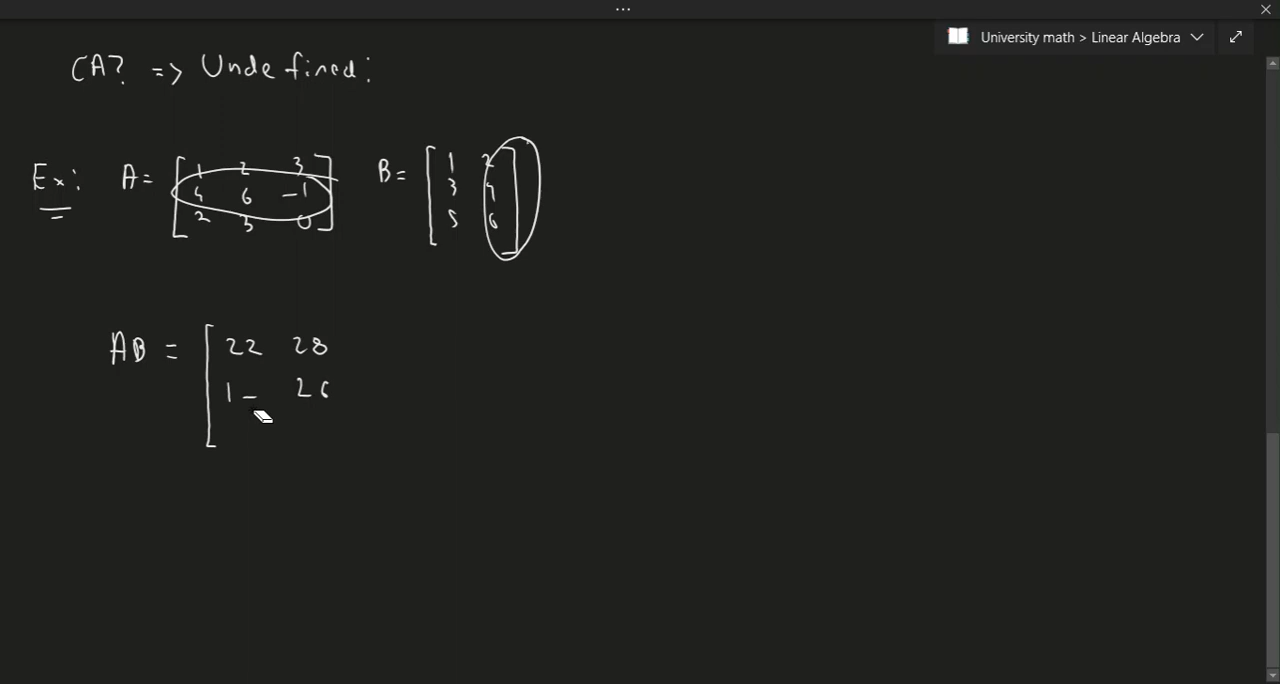 University math > Linear Algebra
CA? => Undefined:
Ex: A = [1 2 3 B = [1 2
4 6 -1 3 4
2 3 0] 5 6]
AB = [22 28
1- 26